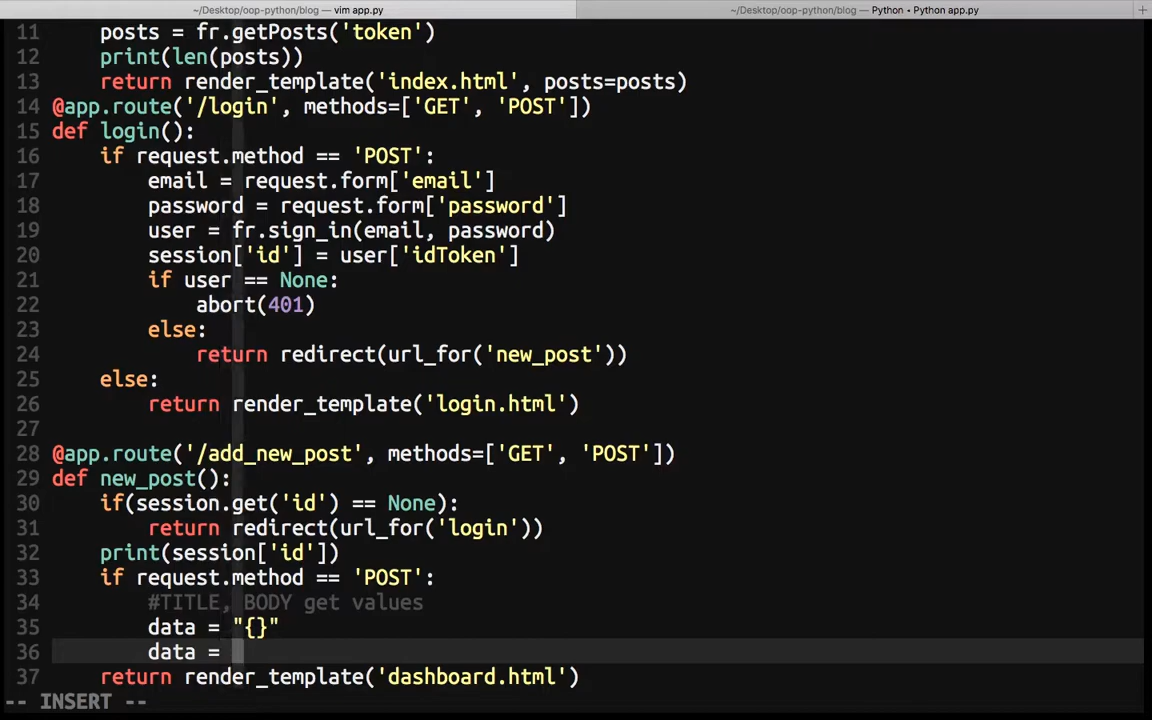 ~/Desktop/oop-python/blog — vim app.py ~/Desktop/oop-python/blog — Python • Python app.py +
11     posts = fr.getPosts('token')
12     print(len(posts))
13     return render_template('index.html', posts=posts)
14 @app.route('/login', methods=['GET', 'POST'])
15 def login():
16     if request.method == 'POST':
17         email = request.form['email']
18         password = request.form['password']
19         user = fr.sign_in(email, password)
20         session['id'] = user['idToken']
21         if user == None:
22             abort(401)
23         else:
24             return redirect(url_for('new_post'))
25     else:
26         return render_template('login.html')
27
28 @app.route('/add_new_post', methods=['GET', 'POST'])
29 def new_post():
30     if(session.get('id') == None):
31         return redirect(url_for('login'))
32     print(session['id'])
33     if request.method == 'POST':
34         #TITLE, BODY get values
35         data = "{}"
36         data =
37     return render_template('dashboard.html')
-- INSERT --